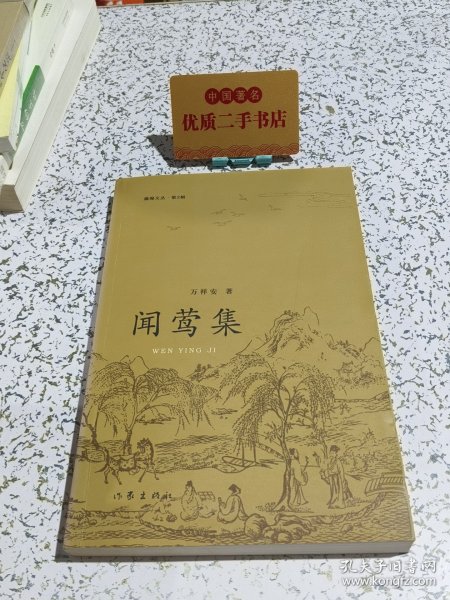 中国著名
优质二手书店
万祥安 著
闻莺集
WEN YING JI
作家出版社
孔夫子旧书网
www.kongfz.com